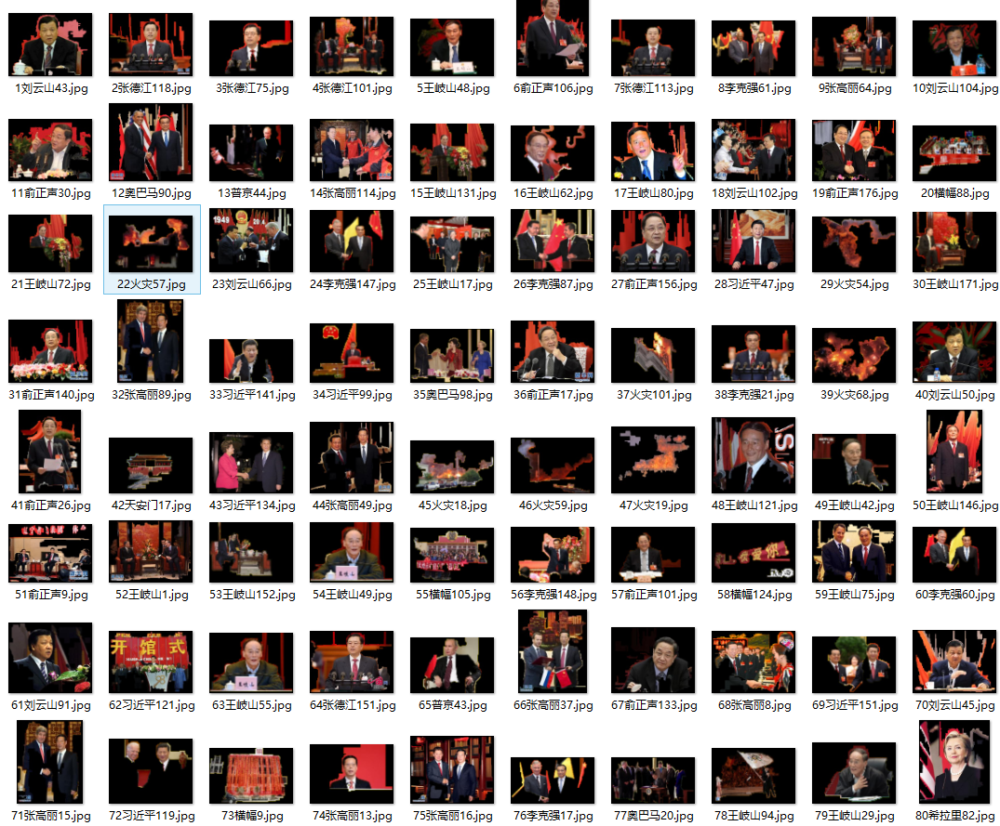 1刘云山43.jpg 2张德江118.jpg 3张德江75.jpg 4张德江101.jpg 5王岐山48.jpg 6俞正声106.jpg 7张德江113.jpg 8李克强61.jpg 9张高丽64.jpg 10刘云山104.jpg
11俞正声30.jpg 12奥巴马90.jpg 13普京44.jpg 14张高丽114.jpg 15王岐山131.jpg 16王岐山62.jpg 17王岐山80.jpg 18刘云山102.jpg 19俞正声176.jpg 20横幅88.jpg
1949 2014
21王岐山72.jpg 22火灾57.jpg 23刘云山66.jpg 24李克强147.jpg 25王岐山17.jpg 26李克强87.jpg 27俞正声156.jpg 28习近平47.jpg 29火灾54.jpg 30王岐山171.jpg
31俞正声140.jpg 32张高丽89.jpg 33习近平141.jpg 34习近平99.jpg 35奥巴马98.jpg 36俞正声17.jpg 37火灾101.jpg 38李克强21.jpg 39火灾68.jpg 40刘云山50.jpg
41俞正声26.jpg 42天安门17.jpg 43习近平134.jpg 44张高丽49.jpg 45火灾18.jpg 46火灾59.jpg 47火灾19.jpg 48王岐山121.jpg 49王岐山42.jpg 50王岐山146.jpg
51俞正声9.jpg 52王岐山1.jpg 53王岐山152.jpg 54王岐山49.jpg 55横幅105.jpg 56李克强148.jpg 57俞正声101.jpg 58横幅124.jpg 59王岐山75.jpg 60李克强60.jpg
开馆式
61刘云山91.jpg 62习近平121.jpg 63王岐山55.jpg 64张德江151.jpg 65普京43.jpg 66张高丽37.jpg 67俞正声133.jpg 68张高丽8.jpg 69习近平151.jpg 70刘云山45.jpg
71张高丽15.jpg 72习近平119.jpg 73横幅9.jpg 74张高丽13.jpg 75张高丽16.jpg 76李克强17.jpg 77奥巴马20.jpg 78王岐山94.jpg 79王岐山29.jpg 80希拉里82.jpg